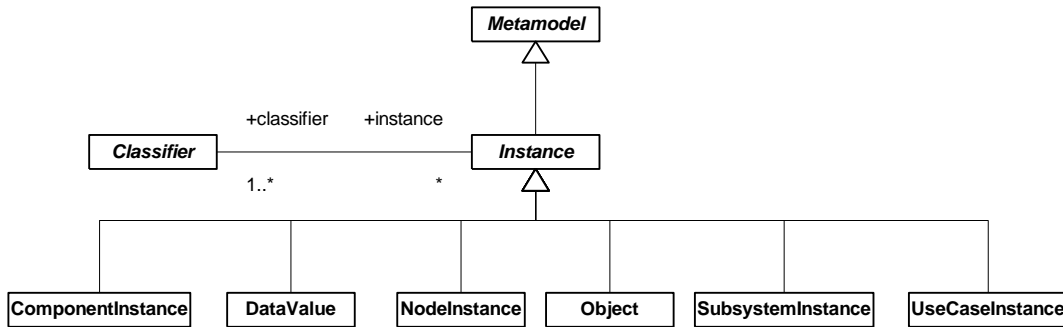 Metamodel
+classifier +instance
Classifier
Instance
1..* *
ComponentInstance
DataValue
NodeInstance
Object
SubsystemInstance
UseCaseInstance